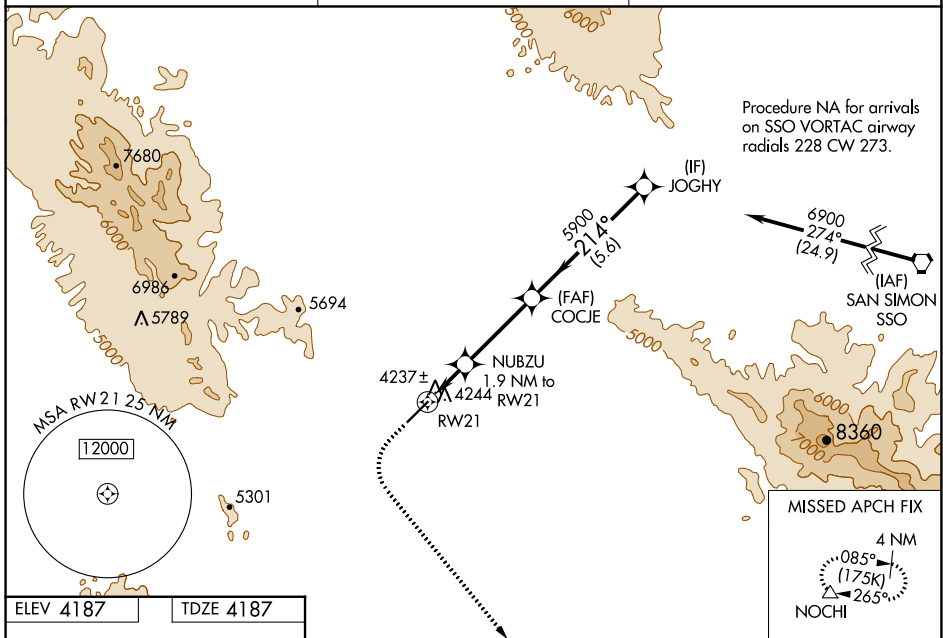 Procedure NA for arrivals
on SSO VORTAC airway
radials 228 CW 273.
7680
(IF)
JOGHY
5900
214°
(5.6)
6900
274°
(24.9)
(IAF)
SAN SIMON
SSO
6000
6986
5694
5789
5000
(FAF)
COCJE
5000
NUBZU
1.9 NM to
RW21
4237±
4244
RW21
6000
7000
8360
MSA RW21 25 NM
12000
5301
MISSED APCH FIX
4 NM
085°
(175K)
265°
NOCHI
ELEV 4187
TDZE 4187